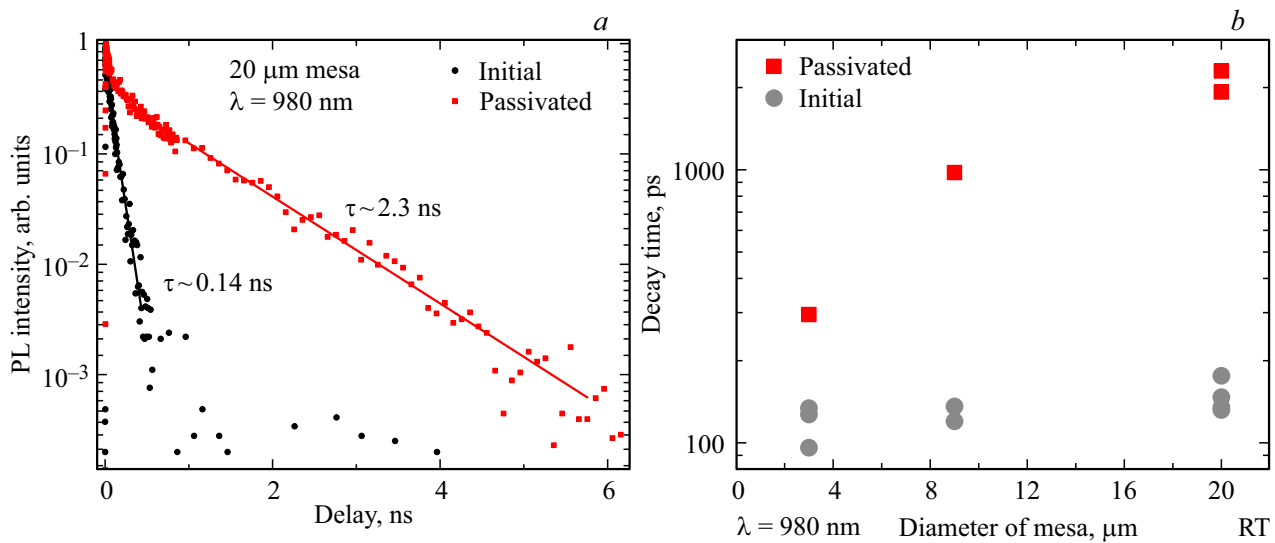 a
1
10⁻¹
10⁻²
10⁻³
PL intensity, arb. units
20 μm mesa
λ = 980 nm
Initial
Passivated
τ ~ 2.3 ns
τ ~ 0.14 ns
0
2
4
6
Delay, ns
b
Passivated
Initial
1000
100
Decay time, ps
0
4
8
12
16
20
λ = 980 nm
Diameter of mesa, μm
RT